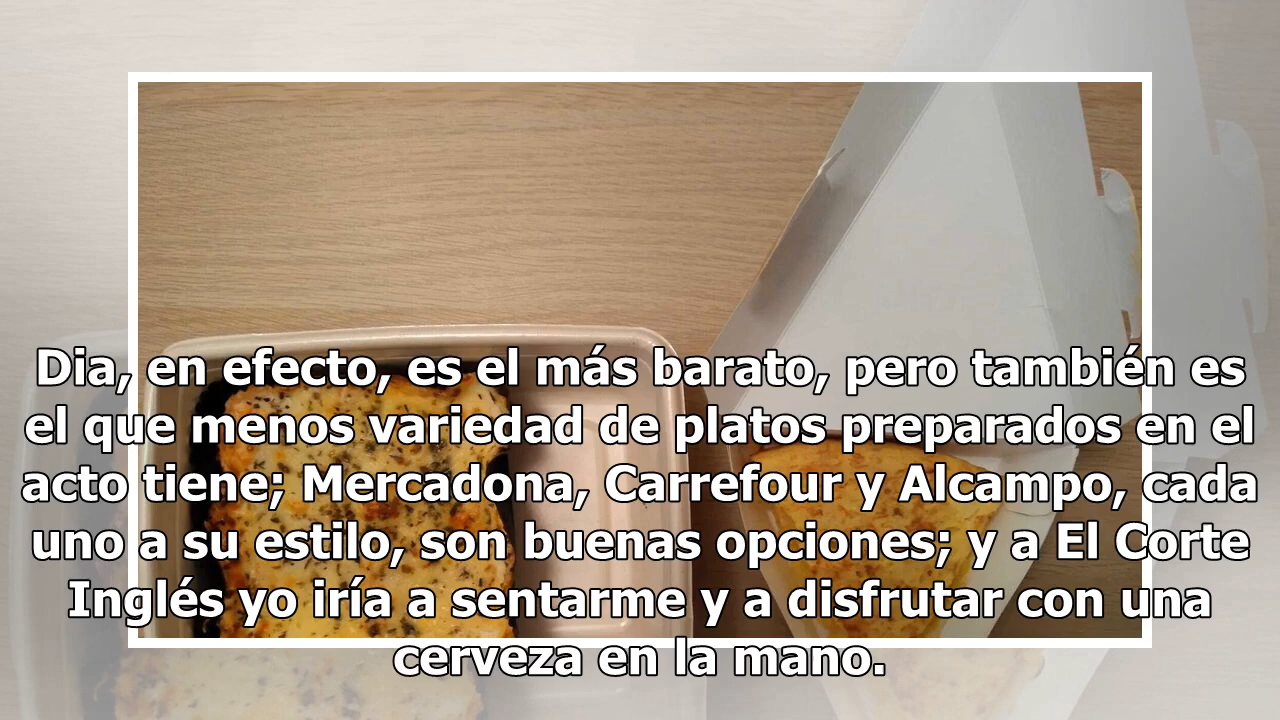 Dia, en efecto, es el más barato, pero también es
el que menos variedad de platos preparados en el
acto tiene; Mercadona, Carrefour y Alcampo, cada
uno a su estilo, son buenas opciones; y a El Corte
Inglés yo iría a sentarme y a disfrutar con una
cerveza en la mano.